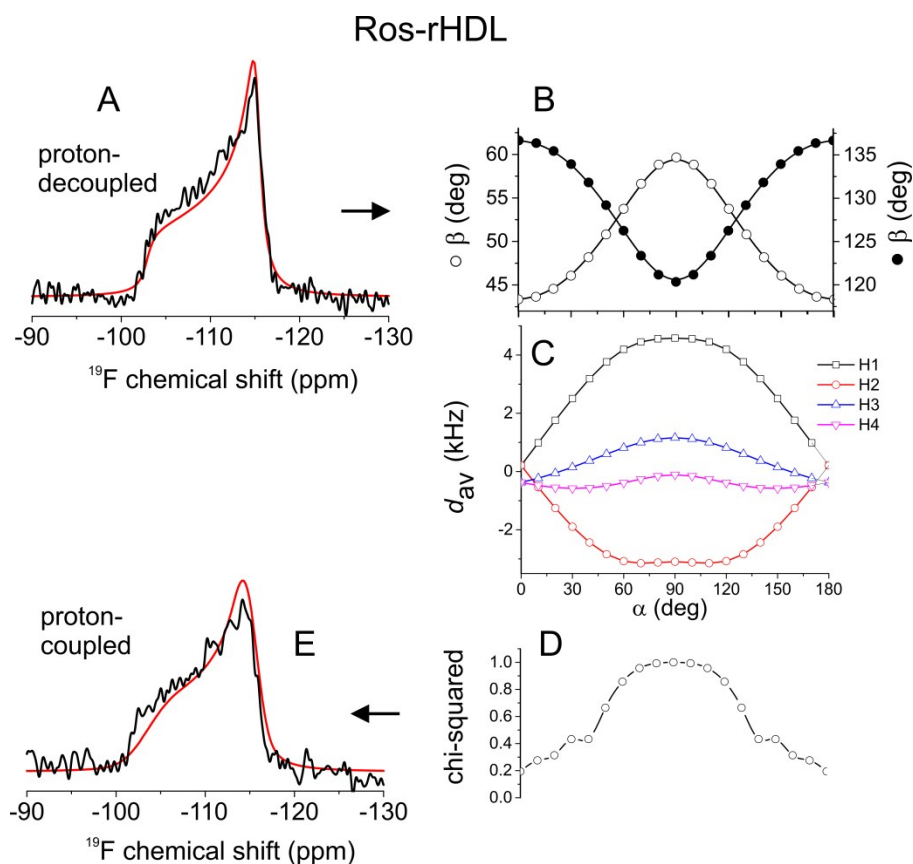 Ros-rHDL
A
proton-
decoupled
-90 -100 -110 -120 -130
¹⁹F chemical shift (ppm)
B
60
55
50
45
○ β (deg)
135
130
125
120
● β (deg)
C
4
2
0
-2
d_av (kHz)
H1
H2
H3
H4
0 30 60 90 120 150 180
α (deg)
proton-
coupled
E
-90 -100 -110 -120 -130
¹⁹F chemical shift (ppm)
D
1.0
0.8
0.6
0.4
0.2
0.0
chi-squared